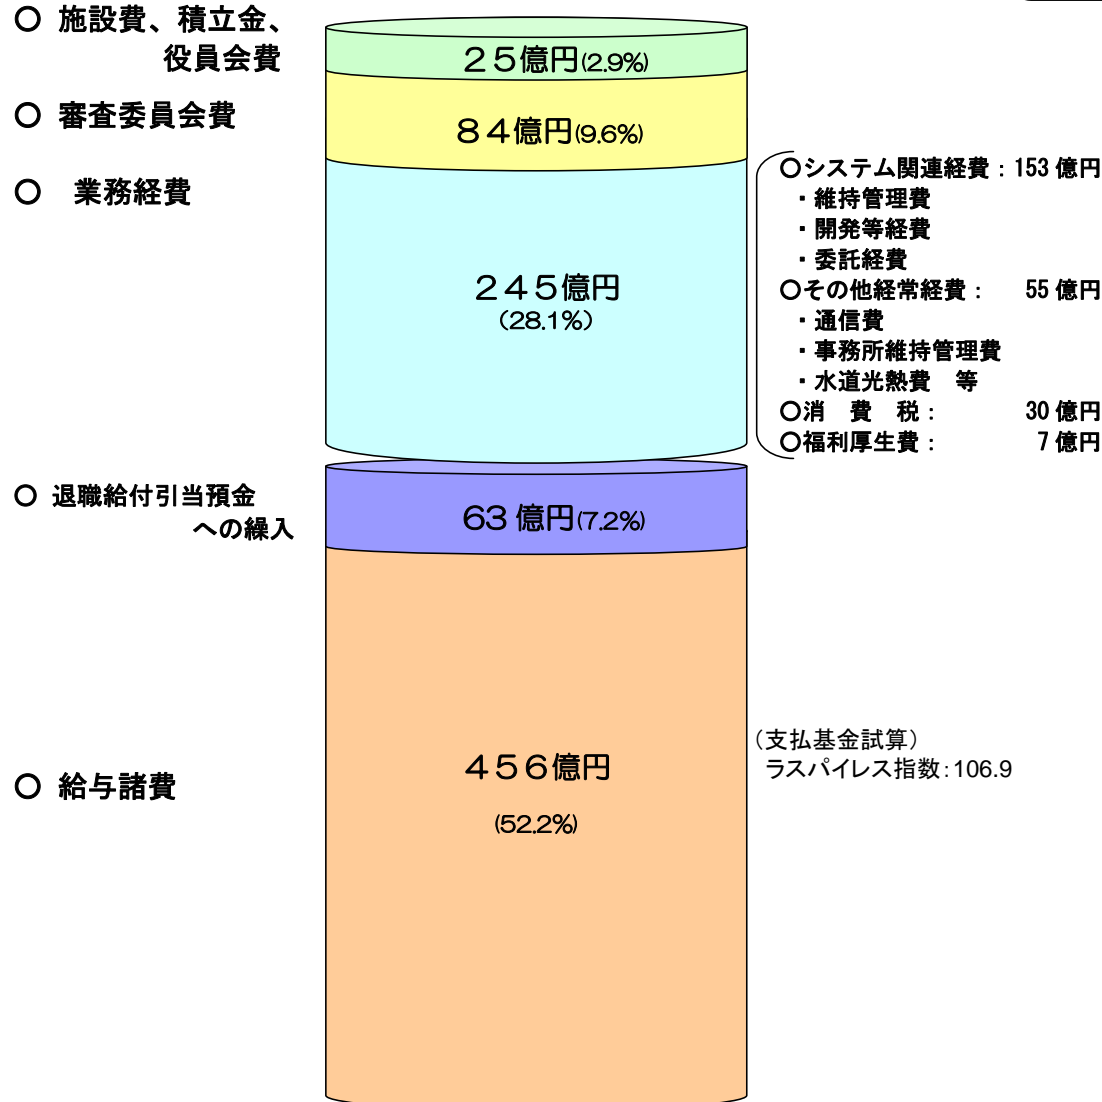 ○ 施設費、積立金、
役員会費
２５億円(2.9%)
○ 審査委員会費
８４億円(9.6%)
○ 業務経費
２４５億円
（28.1%）
○システム関連経費：153 億円
・維持管理費
・開発等経費
・委託経費
○その他経常経費： 55 億円
・通信費
・事務所維持管理費
・水道光熱費 等
○消 費 税： 30 億円
○福利厚生費： 7 億円
○ 退職給付引当預金
への繰入
63 億円(7.2%)
○ 給与諸費
４５６億円
(52.2%)
（支払基金試算）
ラスパイレス指数：106.9